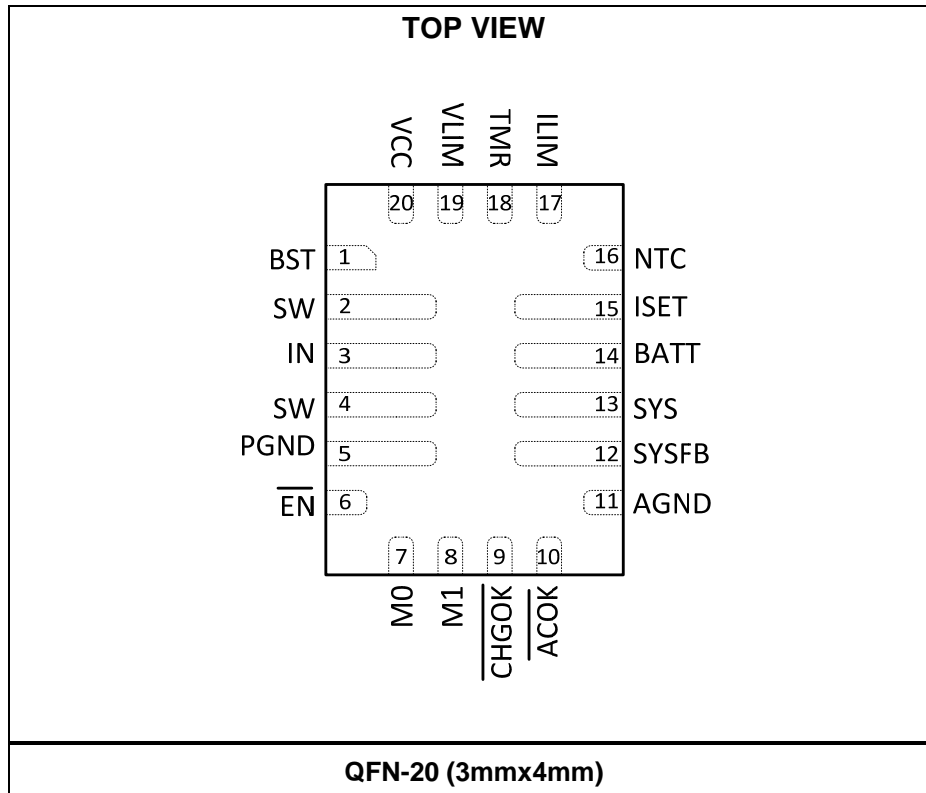 TOP VIEW
VCC
VLIM
TMR
ILIM
20
19
18
17
BST 1
16 NTC
SW 2
15 ISET
IN 3
14 BATT
SW 4
13 SYS
PGND 5
12 SYSFB
EN 6
11 AGND
7
8
9
10
M0
M1
CHGOK
ACOK
QFN-20 (3mmx4mm)